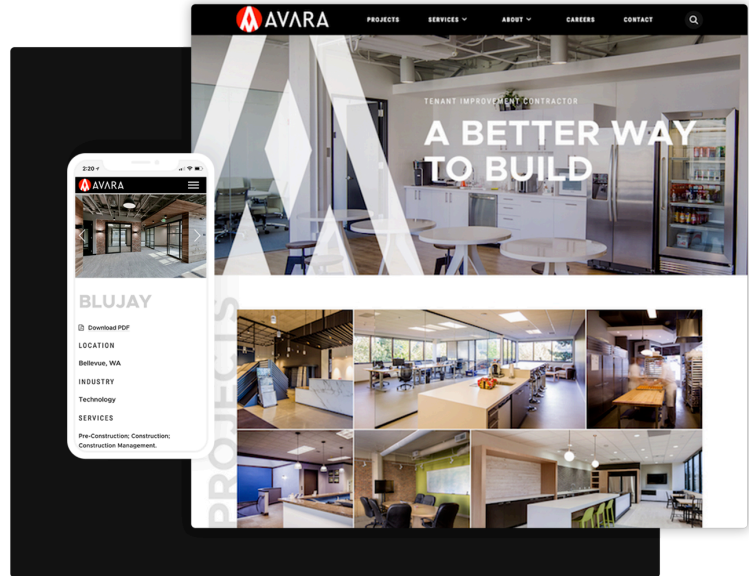 AVARA
PROJECTS SERVICES ABOUT CAREERS CONTACT
TENANT IMPROVEMENT CONTRACTOR
A BETTER WAY
TO BUILD
PROJECTS
2:20
AVARA
BLUJAY
Download PDF
LOCATION
Bellevue, WA
INDUSTRY
Technology
SERVICES
Pre-Construction; Construction;
Construction Management.